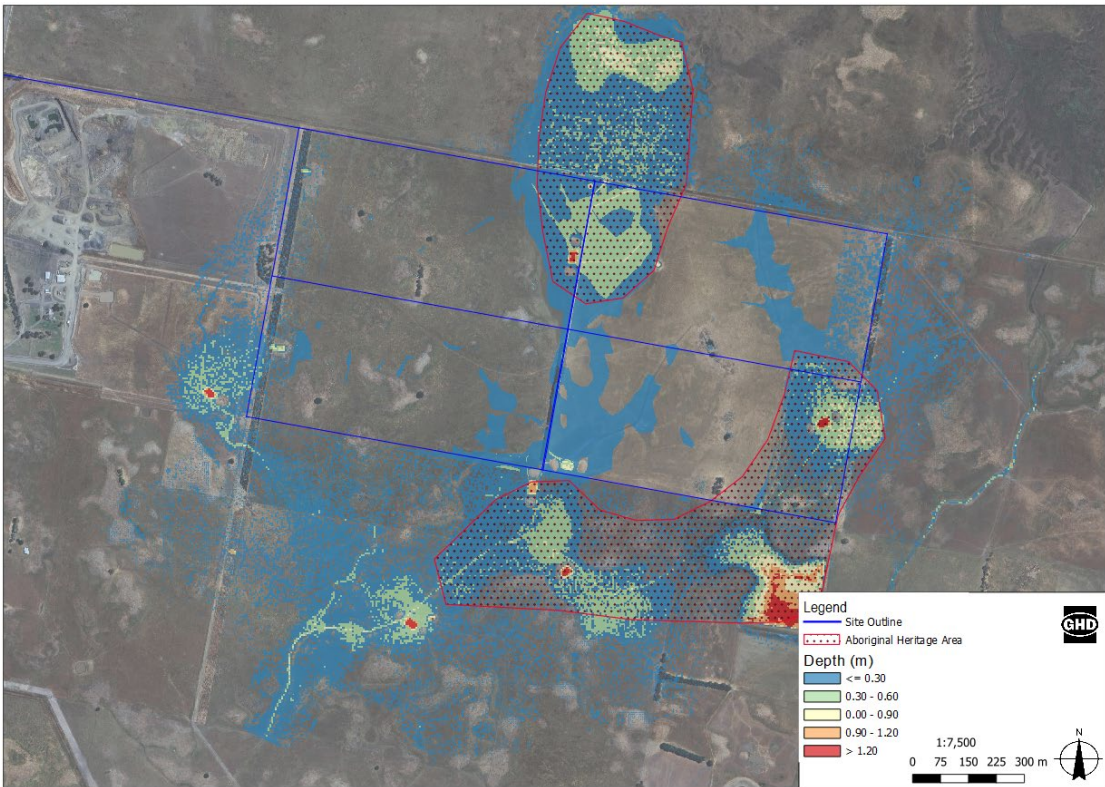 Legend
Site Outline
Aboriginal Heritage Area
GHD
Depth (m)
<= 0.30
0.30 - 0.60
0.00 - 0.90
0.90 - 1.20
> 1.20
1:7,500
N
0 75 150 225 300 m